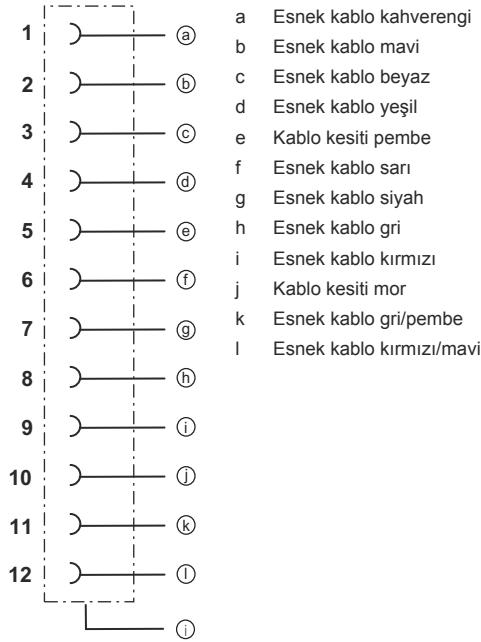 1 a
2 b
3 c
4 d
5 e
6 f
7 g
8 h
9 i
10 j
11 k
12 l
i
a Esnek kablo kahverengi
b Esnek kablo mavi
c Esnek kablo beyaz
d Esnek kablo yeşil
e Kablo kesiti pembe
f Esnek kablo sarı
g Esnek kablo siyah
h Esnek kablo gri
i Esnek kablo kırmızı
j Kablo kesiti mor
k Esnek kablo gri/pembe
l Esnek kablo kırmızı/mavi